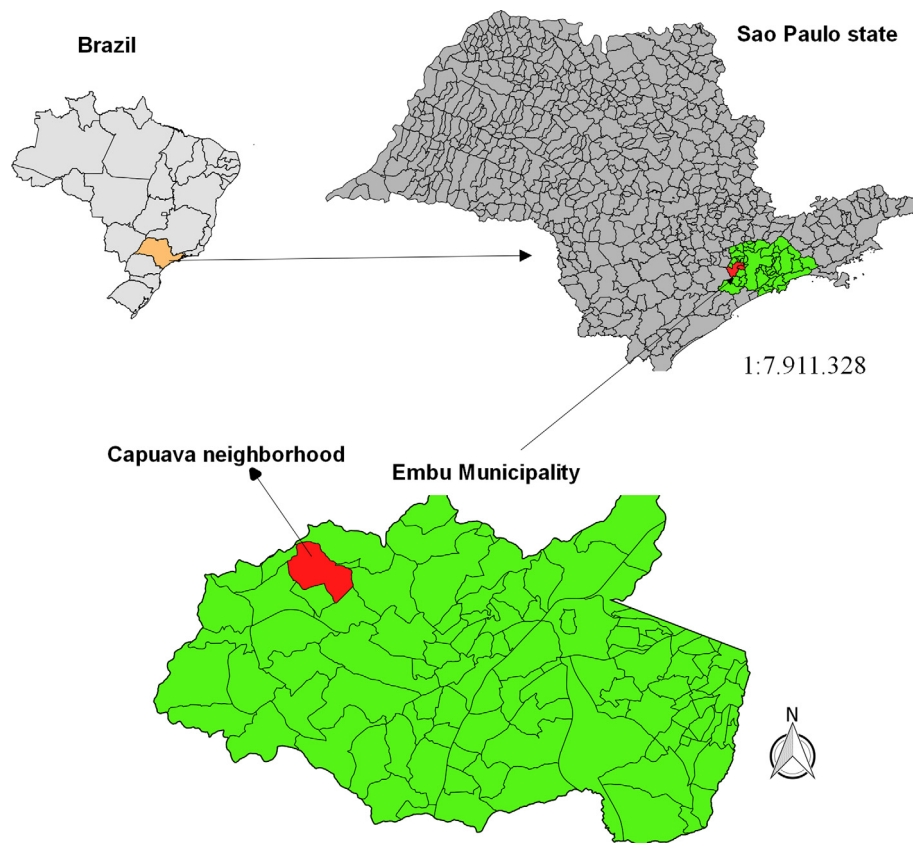 Brazil
Sao Paulo state
1:7.911.328
Capuava neighborhood
Embu Municipality
N